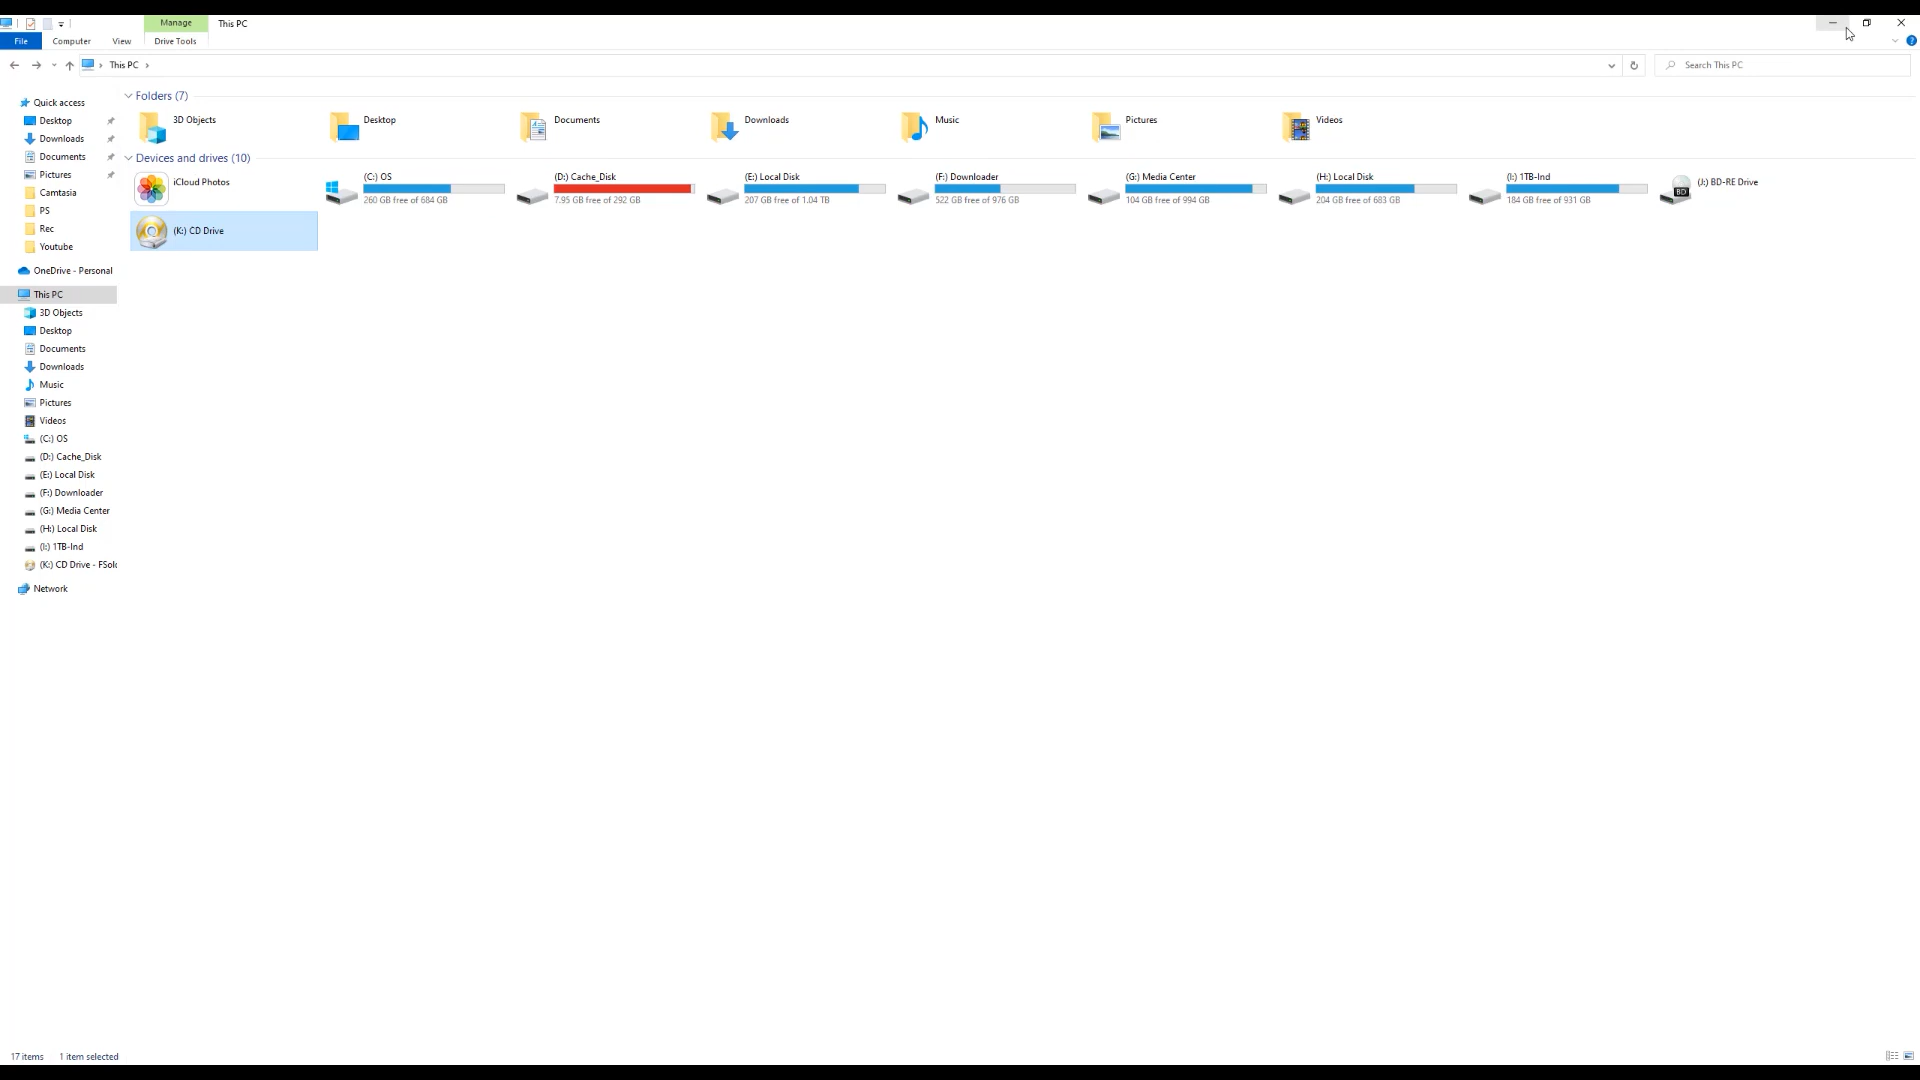 Manage
This PC
File
Computer
View
Drive Tools
This PC
Search This PC
Quick access
Desktop
Downloads
Documents
Pictures
Camtasia
PS
Rec
Youtube
OneDrive - Personal
This PC
3D Objects
Desktop
Documents
Downloads
Music
Pictures
Videos
(C:) OS
(D:) Cache_Disk
(E:) Local Disk
(F:) Downloader
(G:) Media Center
(H:) Local Disk
(I:) 1TB-Ind
(K:) CD Drive - FSol
Network
Folders (7)
3D Objects
Desktop
Documents
Downloads
Music
Pictures
Videos
Devices and drives (10)
iCloud Photos
(C:) OS
260 GB free of 684 GB
(D:) Cache_Disk
7.95 GB free of 292 GB
(E:) Local Disk
207 GB free of 1.04 TB
(F:) Downloader
522 GB free of 976 GB
(G:) Media Center
104 GB free of 994 GB
(H:) Local Disk
204 GB free of 683 GB
(I:) 1TB-Ind
184 GB free of 931 GB
BD
(J:) BD-RE Drive
(K:) CD Drive
17 items
1 item selected